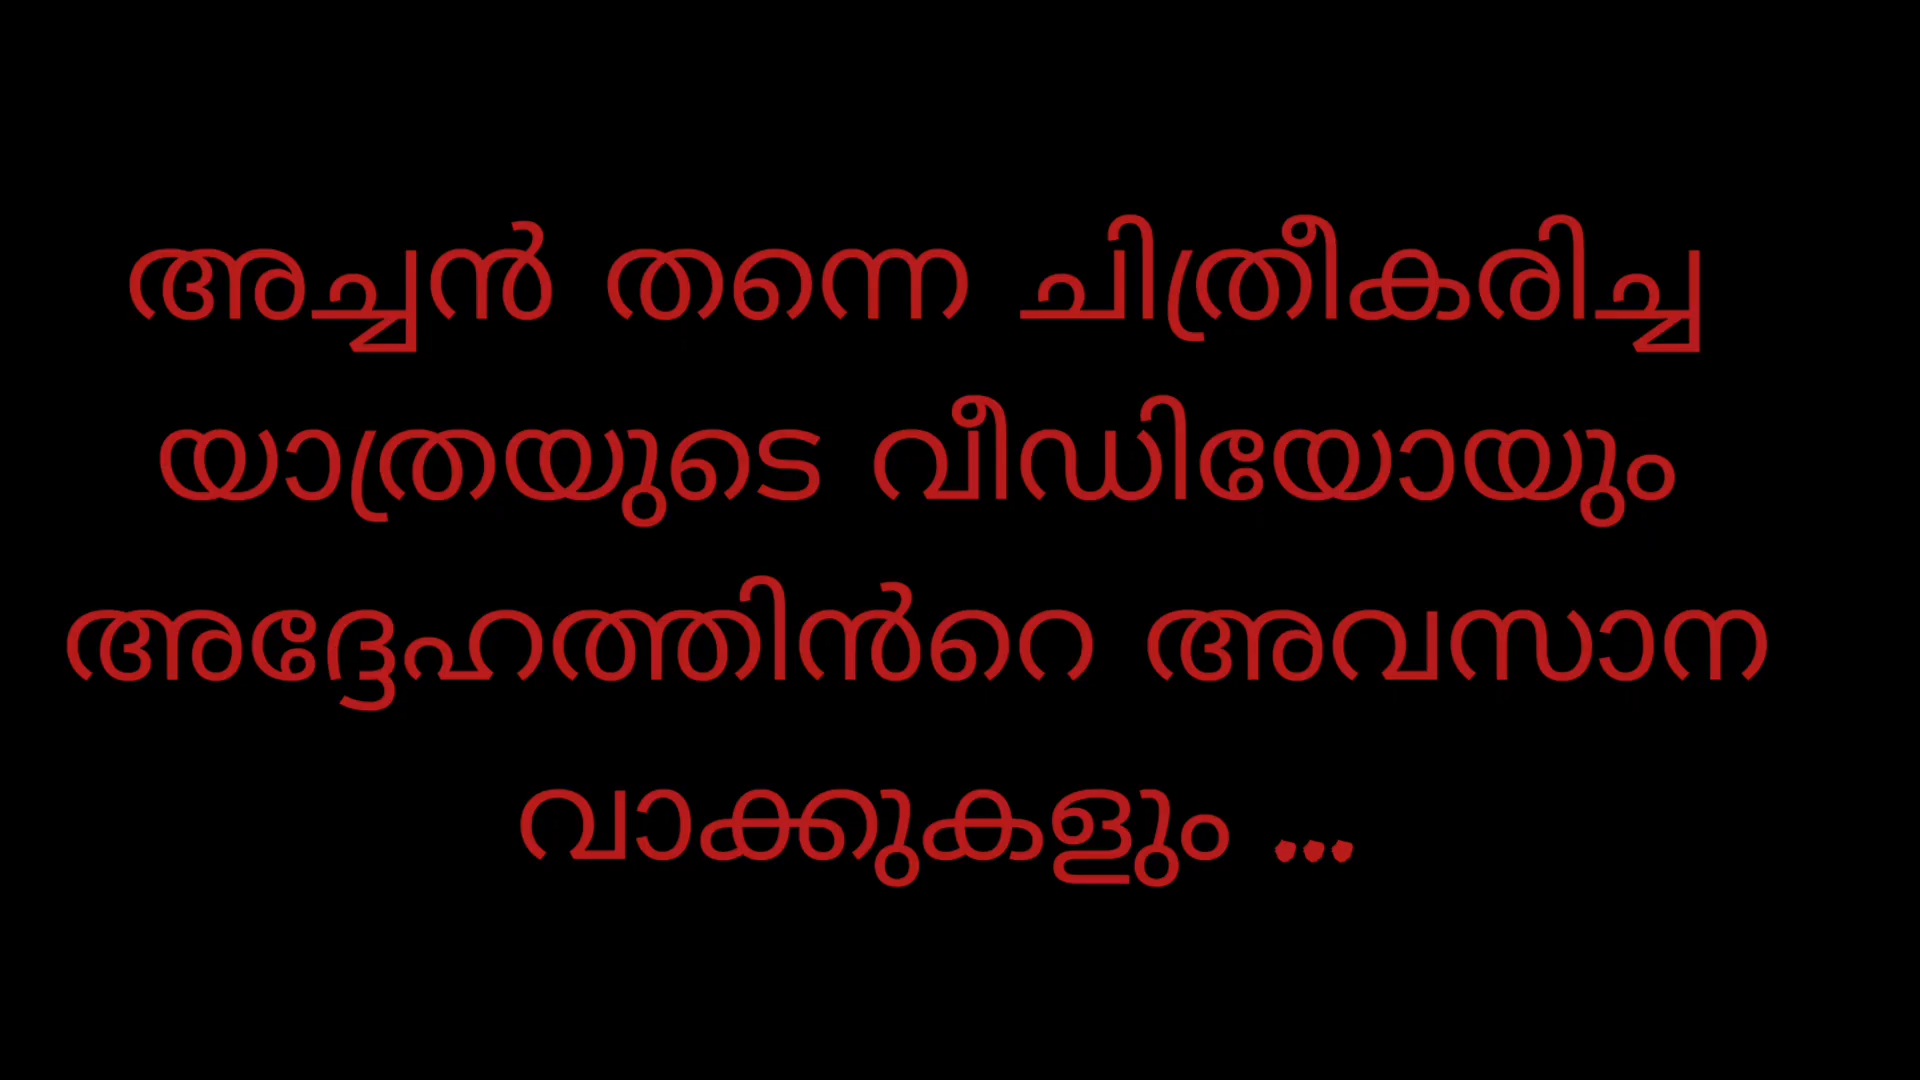 അച്ചൻ തന്നെ ചിത്രീകരിച്ച
യാത്രയുടെ വീഡിയോയും
അദ്ദേഹത്തിൻറെ അവസാന
വാക്കുകളും ...